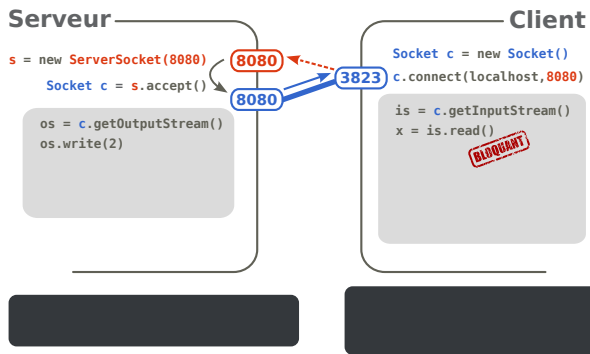 Serveur
s = new ServerSocket(8080)
Socket c = s.accept()
os = c.getOutputStream()
os.write(2)
8080
8080
3823
Client
Socket c = new Socket()
c.connect(localhost,8080)
is = c.getInputStream()
x = is.read()
BLOQUANT